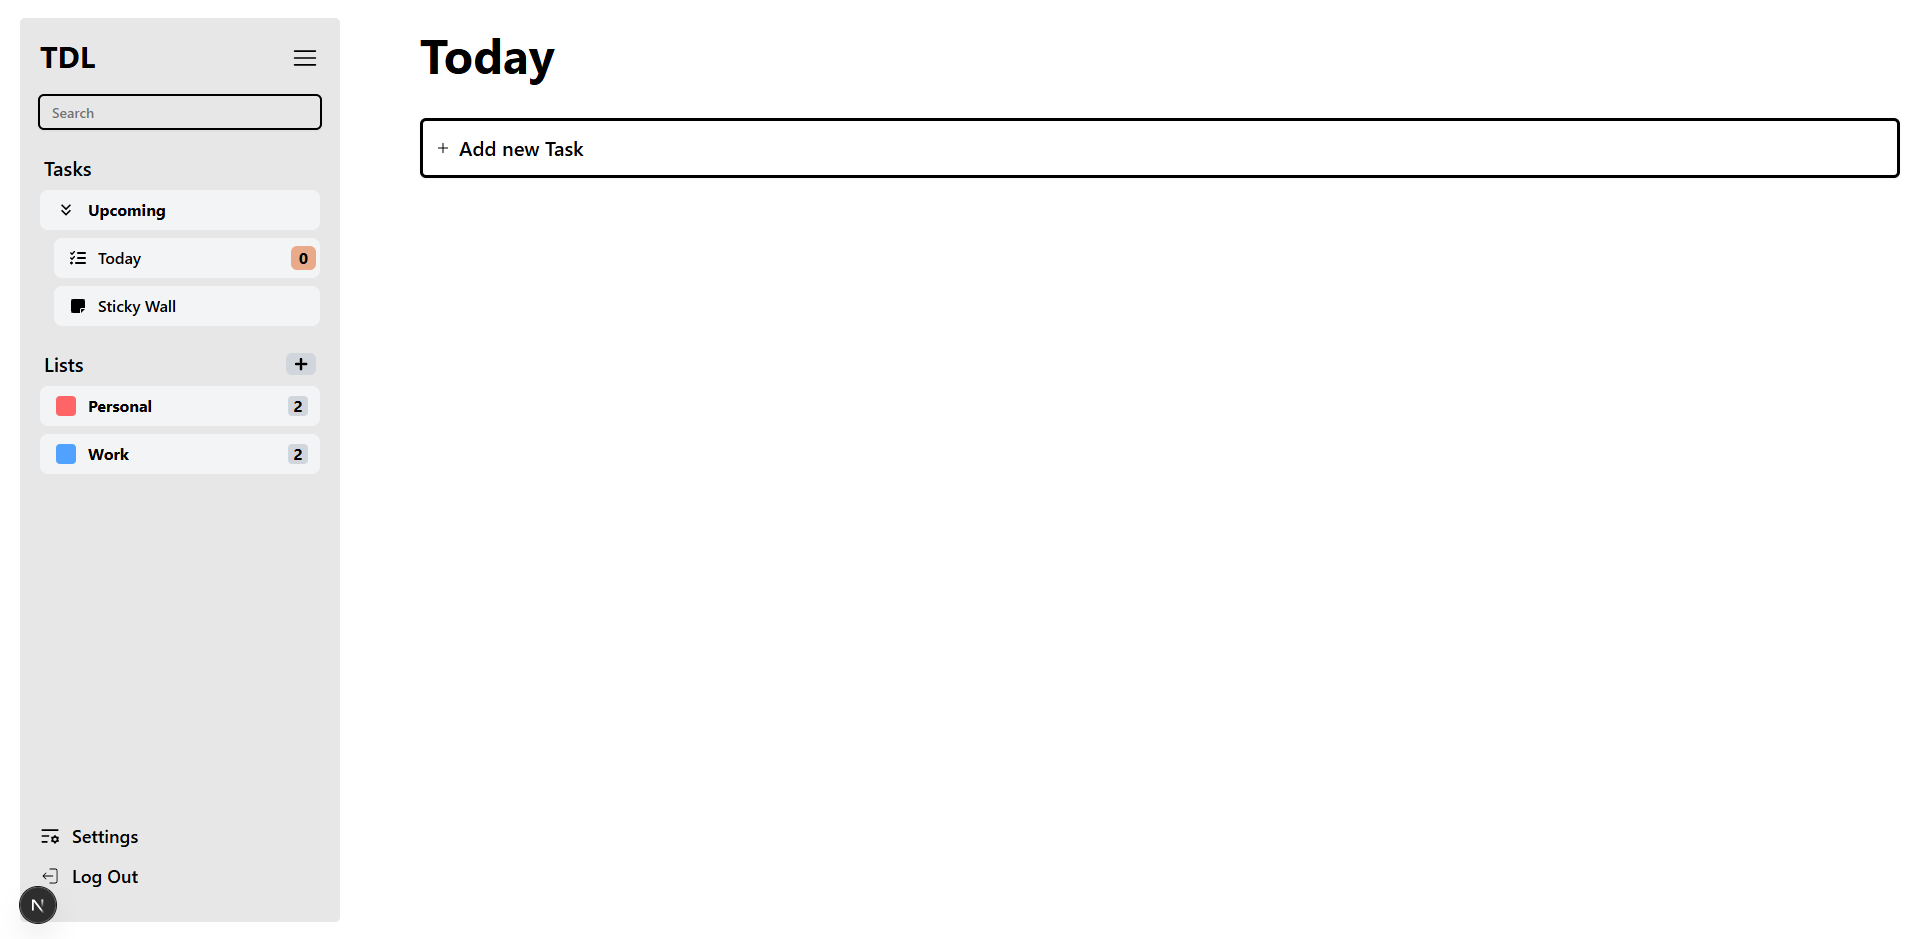 TDL
Search
Tasks
Upcoming
Today 0
Sticky Wall
Lists +
Personal 2
Work 2
Settings
Log Out
N
Today
+ Add new Task